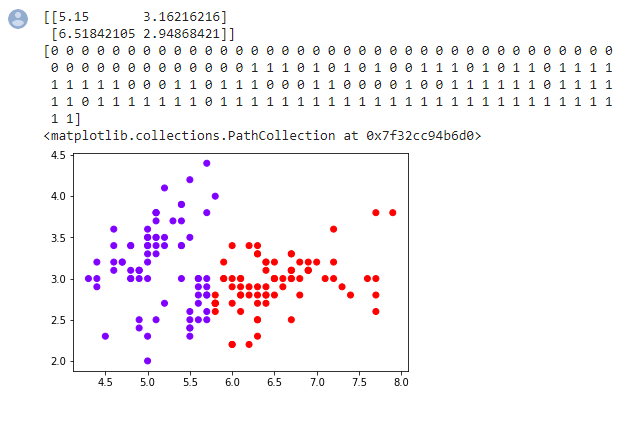 [[5.15       3.16216216]
[6.51842105 2.94868421]]
[0 0 0 0 0 0 0 0 0 0 0 0 0 0 0 0 0 0 0 0 0 0 0 0 0 0 0 0 0 0 0 0 0 0 0 0 0
0 0 0 0 0 0 0 0 0 0 0 0 0 1 1 1 0 1 0 1 0 1 0 0 1 1 1 0 1 0 1 1 0 1 1 1 1
1 1 1 1 1 0 0 0 1 1 0 1 1 1 0 0 0 1 1 0 0 0 0 1 0 0 1 1 1 1 1 1 0 1 1 1 1
1 1 0 1 1 1 1 1 1 1 0 1 1 1 1 1 1 1 1 1 1 1 1 1 1 1 1 1 1 1 1 1 1 1 1 1 1
1 1]
<matplotlib.collections.PathCollection at 0x7f32cc94b6d0>
4.5
4.0
3.5
3.0
2.5
2.0
4.5 5.0 5.5 6.0 6.5 7.0 7.5 8.0